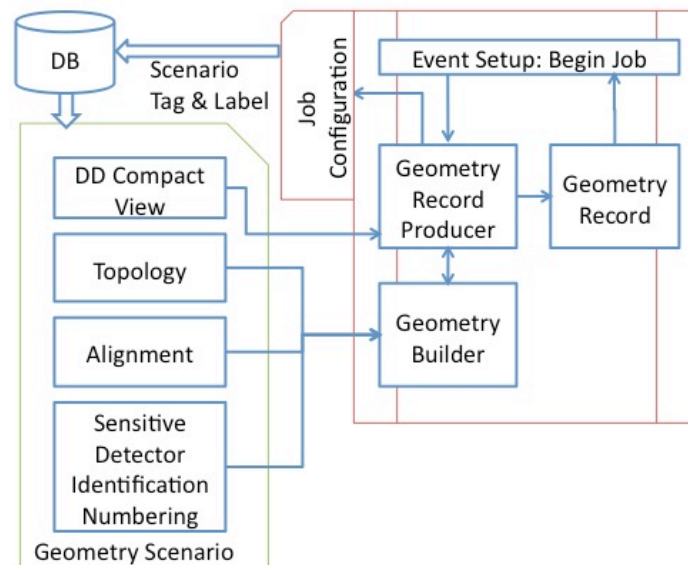 DB
Scenario
Tag & Label
Job
Configuration
Event Setup: Begin Job
DD Compact
View
Geometry
Record
Producer
Geometry
Record
Topology
Alignment
Geometry
Builder
Sensitive
Detector
Identification
Numbering
Geometry Scenario